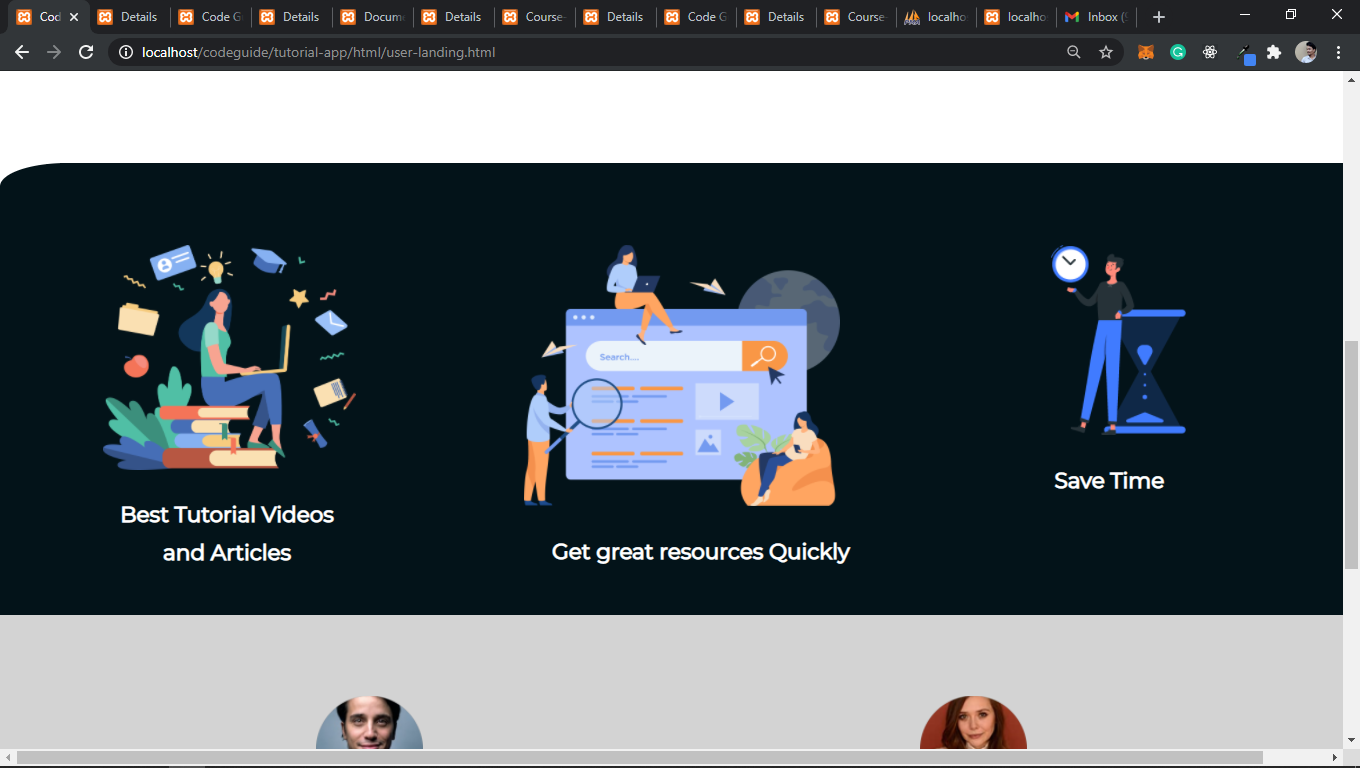 Cod
Details
Code G
Details
Docume
Details
Course-
Details
Code G
Details
Course-
localho
localho
Inbox (
localhost/codeguide/tutorial-app/html/user-landing.html
Search....
Best Tutorial Videos
and Articles
Get great resources Quickly
Save Time